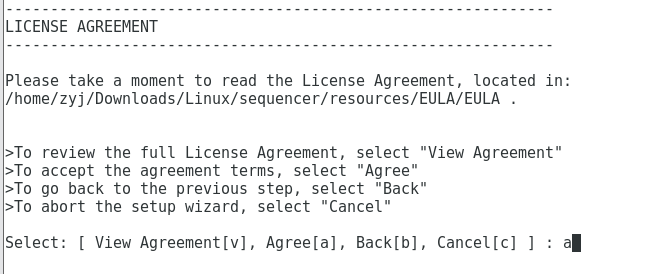 -------------------------------------------------------------
LICENSE AGREEMENT
-------------------------------------------------------------
Please take a moment to read the License Agreement, located in:
/home/zyj/Downloads/Linux/sequencer/resources/EULA/EULA .
>To review the full License Agreement, select "View Agreement"
>To accept the agreement terms, select "Agree"
>To go back to the previous step, select "Back"
>To abort the setup wizard, select "Cancel"
Select: [ View Agreement[v], Agree[a], Back[b], Cancel[c] ] : a